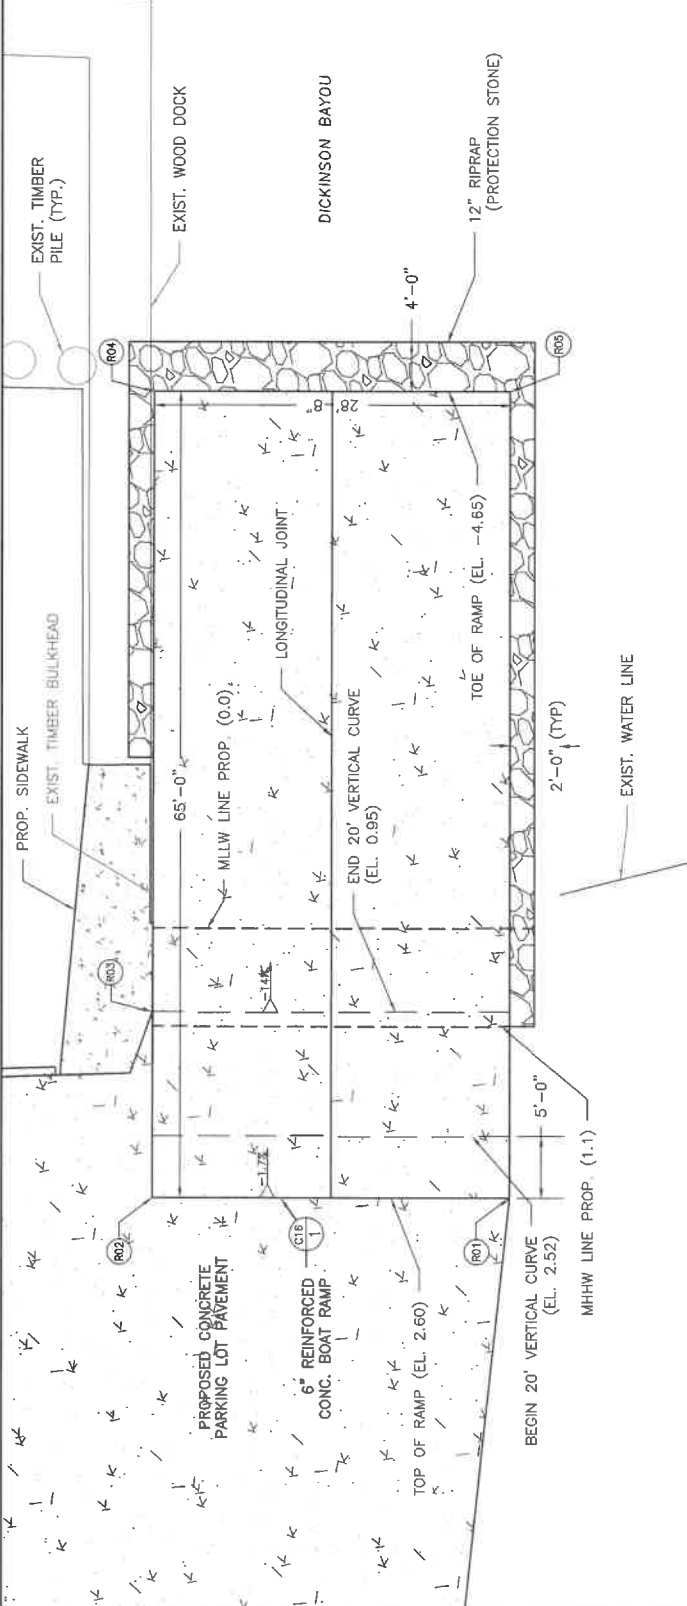 EXIST. TIMBER
PILE (TYP.)
EXIST. WOOD DOCK
DICKINSON BAYOU
12" RIPRAP
(PROTECTION STONE)
R04
R05
4'-0"
28'-8"
PROP. SIDEWALK
EXIST. TIMBER BULKHEAD
65'-0"
MLLW LINE PROP. (0.0)
LONGITUDINAL JOINT
END 20' VERTICAL CURVE
(EL. 0.95)
TOE OF RAMP (EL. -4.65)
2'-0" (TYP)
EXIST. WATER LINE
R03
-14%
-1.7%
R02
C16
1
R01
5'-0"
PROPOSED CONCRETE
PARKING LOT PAVEMENT
6" REINFORCED
CONC. BOAT RAMP
TOP OF RAMP (EL. 2.60)
BEGIN 20' VERTICAL CURVE
(EL. 2.52)
MHHW LINE PROP. (1.1)